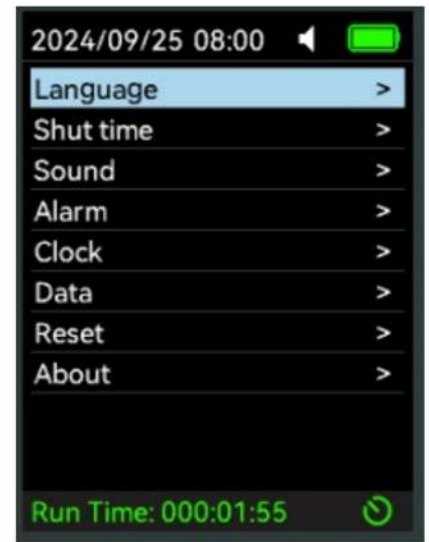 2024/09/25 08:00
Language >
Shut time >
Sound >
Alarm >
Clock >
Data >
Reset >
About >
Run Time: 000:01:55